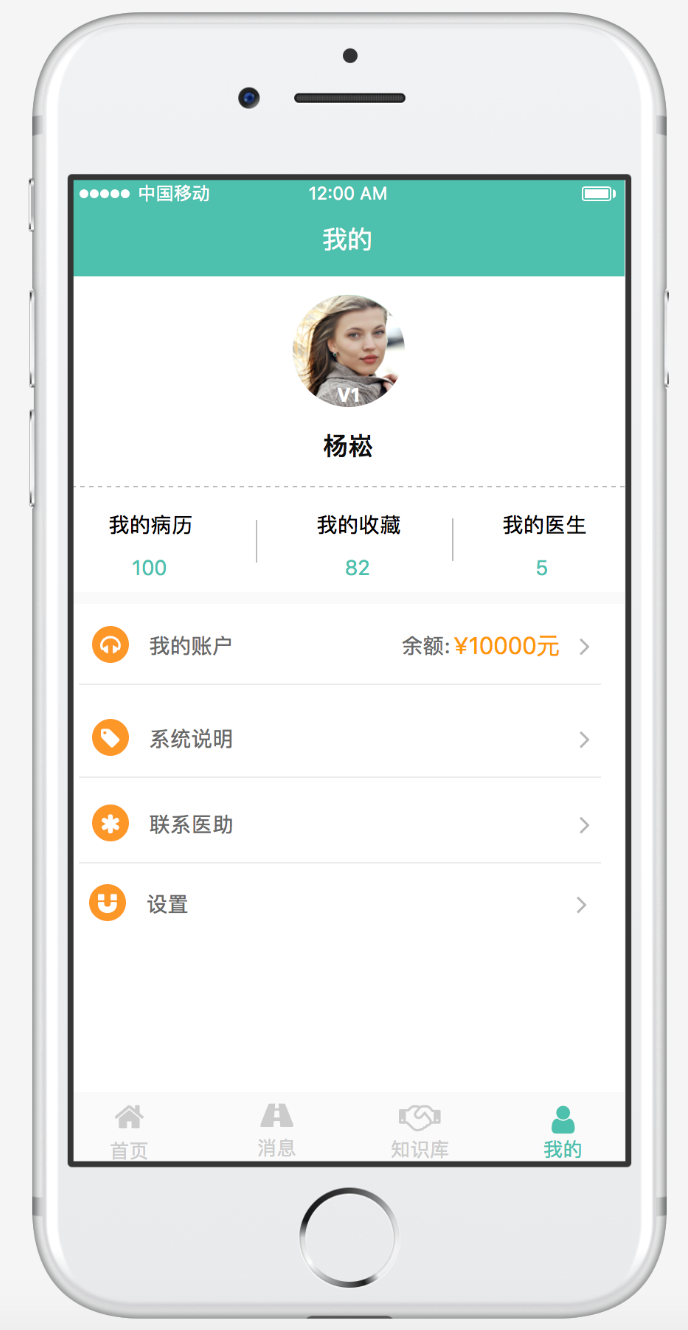 中国移动 12:00 AM
我的
V1
杨崧
我的病历 我的收藏 我的医生
100 82 5
我的账户 余额:¥10000元
系统说明
联系医助
设置
首页 消息 知识库 我的